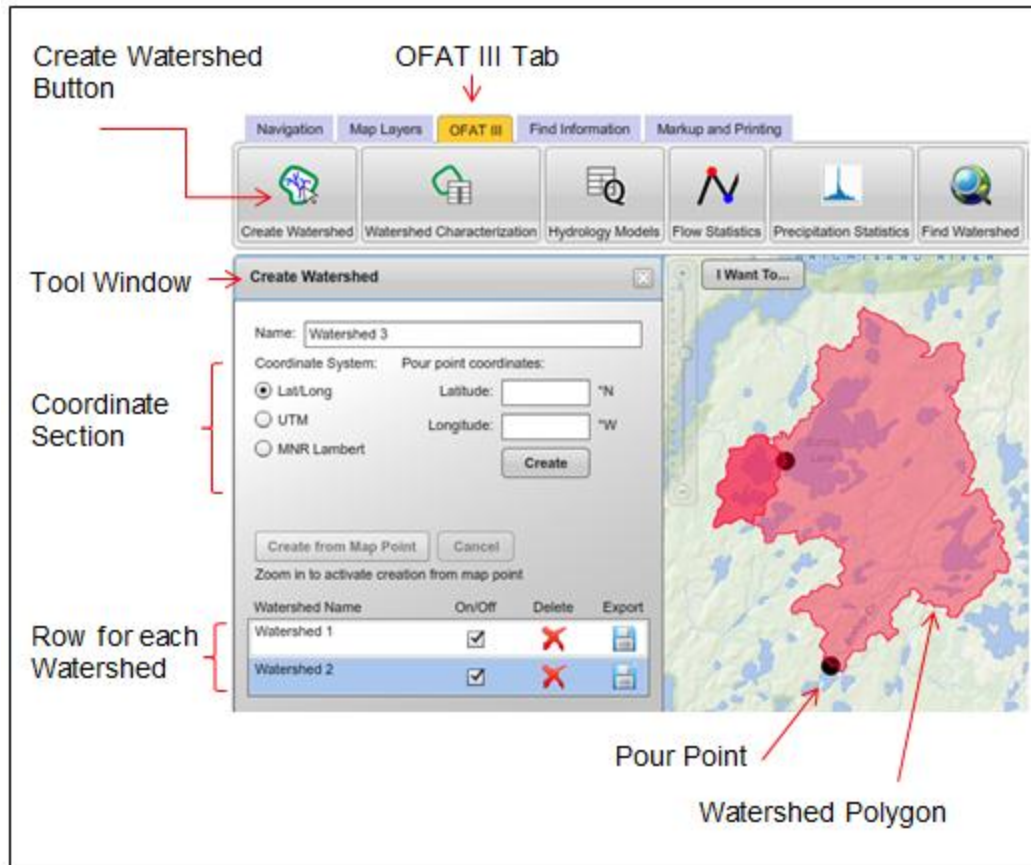 Create Watershed
Button
OFAT III Tab
Navigation
Map Layers
OFAT III
Find Information
Markup and Printing
Create Watershed
Watershed Characterization
Q
Hydrology Models
Flow Statistics
Precipitation Statistics
Find Watershed
Tool Window
Create Watershed
I Want To...
Name: Watershed 3
Coordinate System: Pour point coordinates:
Coordinate
Section
Lat/Long
Latitude: °N
UTM
Longitude: °W
MNR Lambert
Create
Create from Map Point
Cancel
Zoom in to activate creation from map point
Row for each
Watershed
Watershed Name On/Off Delete Export
Watershed 1
Watershed 2
Pour Point
Watershed Polygon